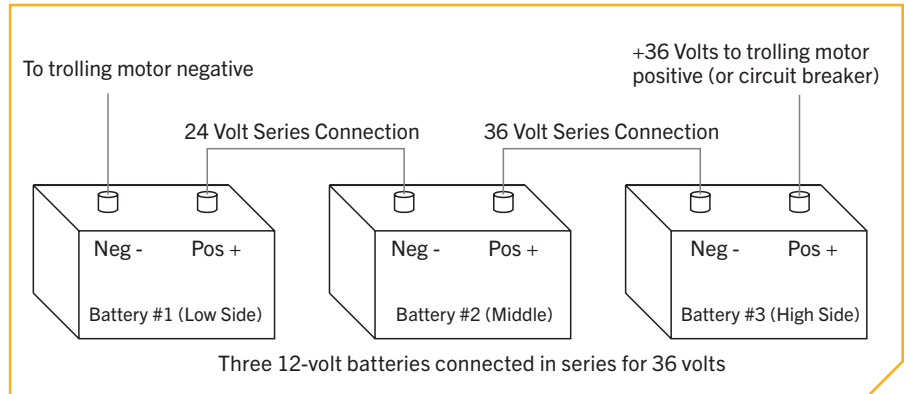 To trolling motor negative
+36 Volts to trolling motor
positive (or circuit breaker)
24 Volt Series Connection
36 Volt Series Connection
Neg -
Pos +
Neg -
Pos +
Neg -
Pos +
Battery #1 (Low Side)
Battery #2 (Middle)
Battery #3 (High Side)
Three 12-volt batteries connected in series for 36 volts